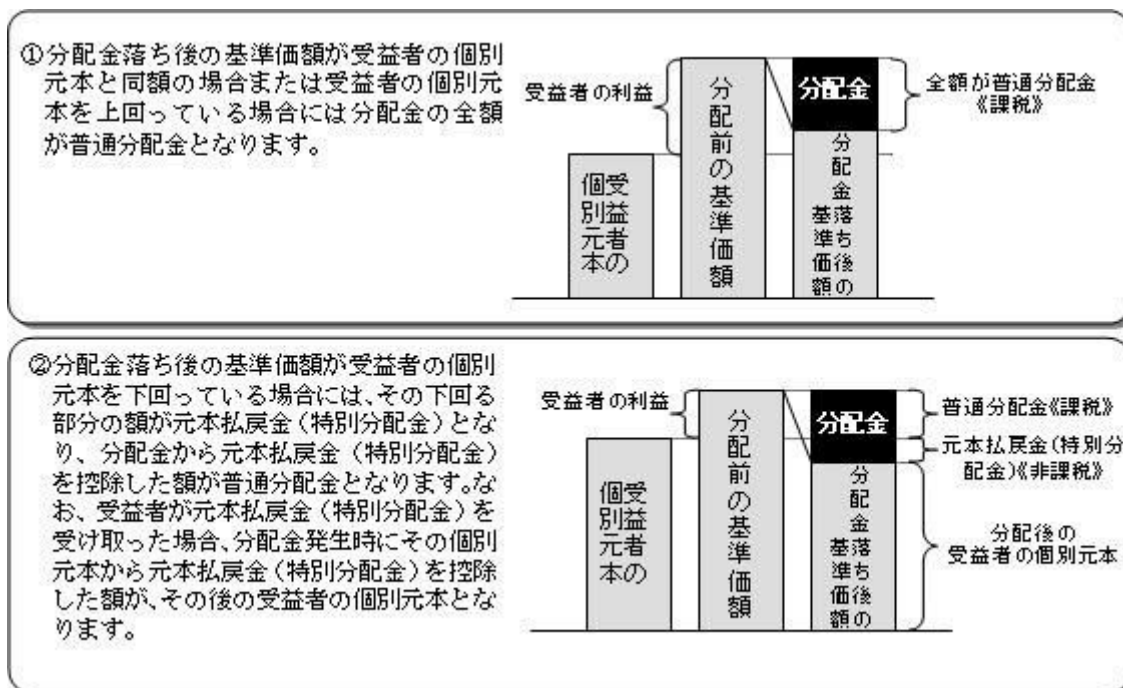 ①分配金落ち後の基準価額が受益者の個別
元本と同額の場合または受益者の個別元
本を上回っている場合には分配金の全額
が普通分配金となります。
受益者の利益
受益者の
個別元本
分配前の基準価額
分配金
分配金落ち後の
基準価額
全額が普通分配金
《課税》
②分配金落ち後の基準価額が受益者の個別
元本を下回っている場合には、その下回る
部分の額が元本払戻金（特別分配金）とな
り、分配金から元本払戻金（特別分配金）
を控除した額が普通分配金となります。な
お、受益者が元本払戻金（特別分配金）を
受け取った場合、分配金発生時にその個別
元本から元本払戻金（特別分配金）を控除
した額が、その後の受益者の個別元本とな
ります。
受益者の利益
受益者の
個別元本
分配前の基準価額
分配金
分配金落ち後の
基準価額
普通分配金《課税》
元本払戻金（特別分
配金）《非課税》
分配後の
受益者の個別元本